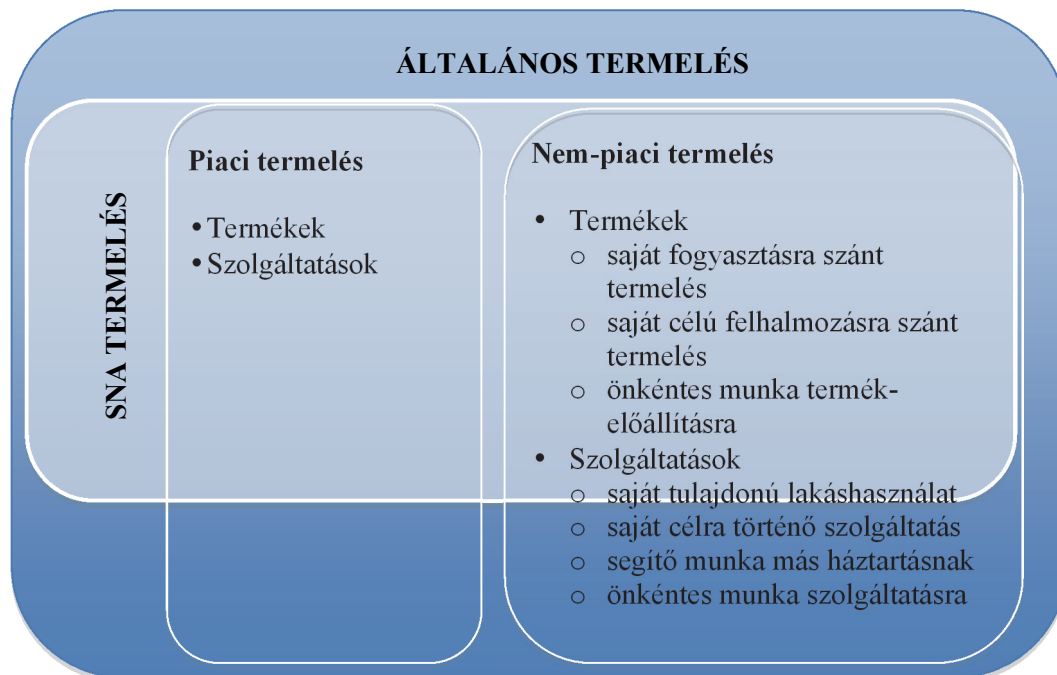 ÁLTALÁNOS TERMELÉS
SNA TERMELÉS
Piaci termelés
• Termékek
• Szolgáltatások
Nem-piaci termelés
• Termékek
o saját fogyasztásra szánt
termelés
o saját célú felhalmozásra szánt
termelés
o önkéntes munka termék-
előállításra
• Szolgáltatások
o saját tulajdonú lakáshasználat
o saját célra történő szolgáltatás
o segítő munka más háztartásnak
o önkéntes munka szolgáltatásra